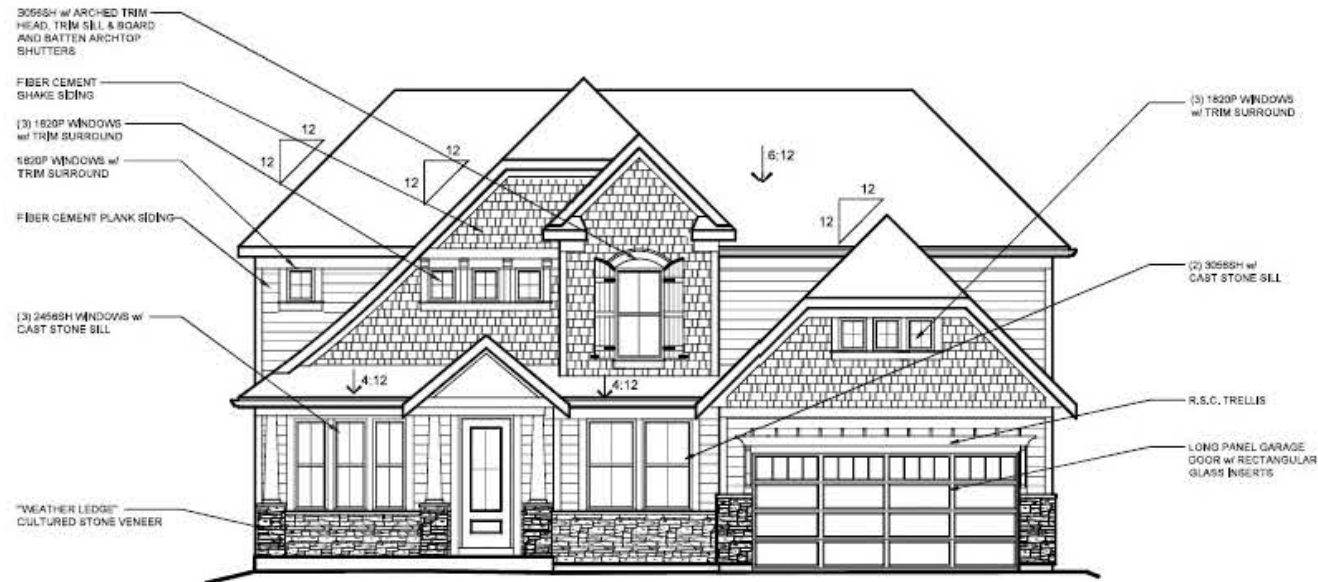 3056SH w/ ARCHED TRIM
HEAD, TRIM SILL & BOARD
AND BATTEN ARCHTOP
SHUTTERS
FIBER CEMENT
SHAKE SIDING
(3) 1820P WINDOWS
w/ TRIM SURROUND
1820P WINDOWS w/
TRIM SURROUND
FIBER CEMENT PLANK SIDING
(3) 2456SH WINDOWS w/
CAST STONE SILL
"WEATHER LEDGE"
CULTURED STONE VENEER
12
12
12
12
6:12
12
12
4:12
4:12
(3) 1820P WINDOWS
w/ TRIM SURROUND
(2) 3056SH w/
CAST STONE SILL
R.S.C. TRELLIS
LONG PANEL GARAGE
DOOR w/ RECTANGULAR
GLASS INSERTS